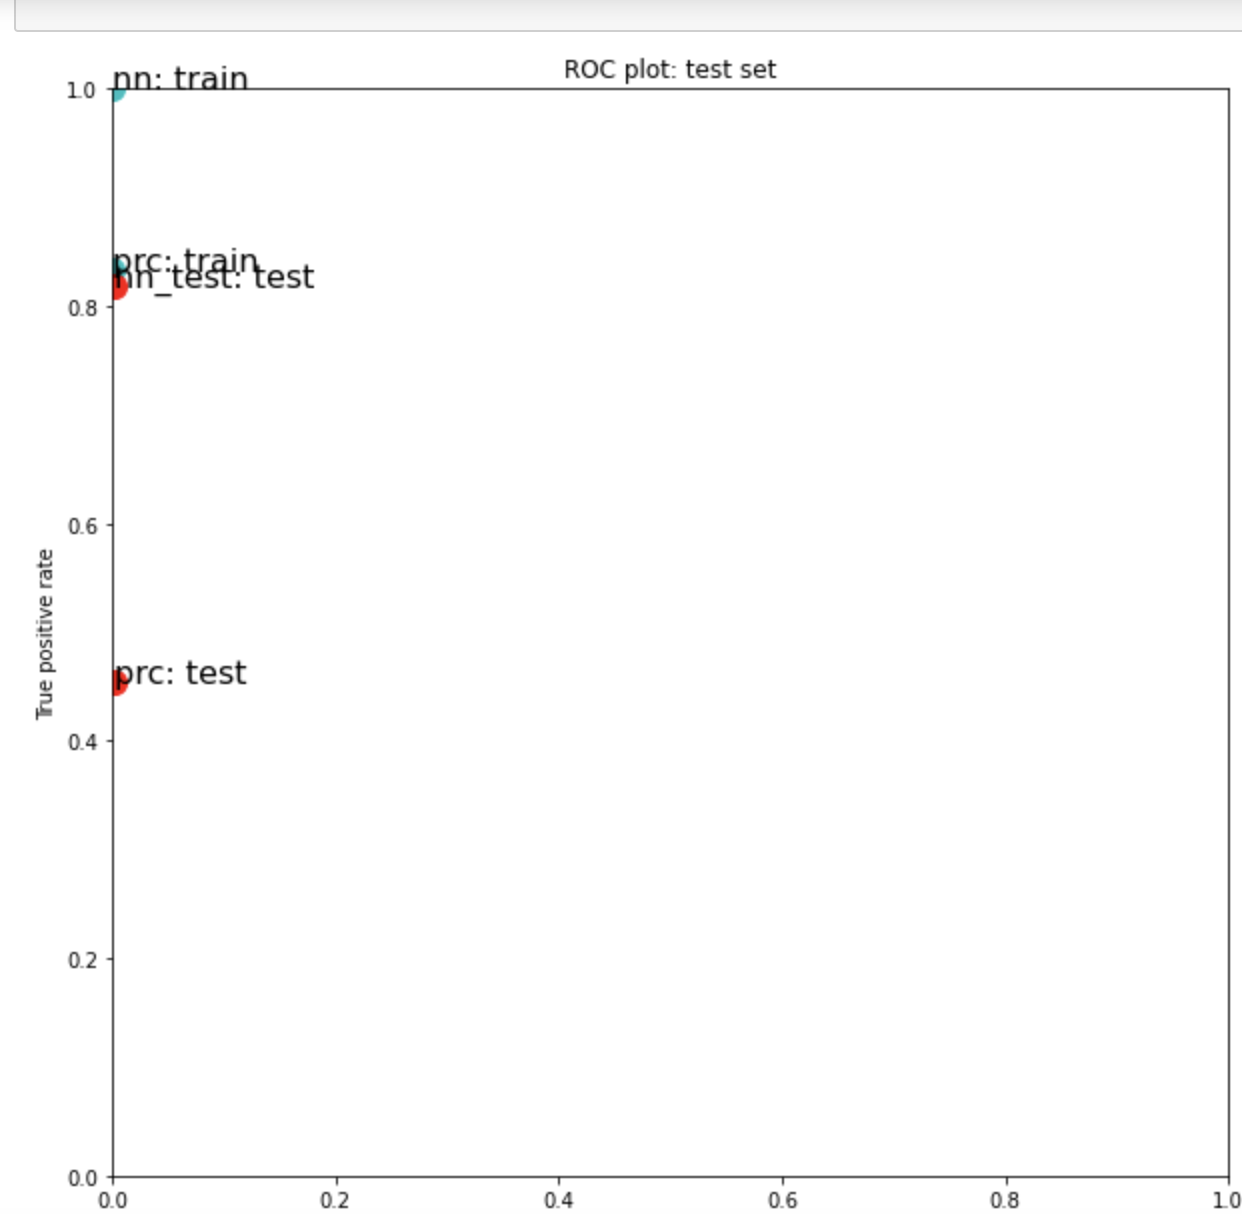 ROC plot: test set
nn: train
1.0
prc: train
nn_test: test
0.8
0.6
True positive rate
prc: test
0.4
0.2
0.0
0.0 0.2 0.4 0.6 0.8 1.0